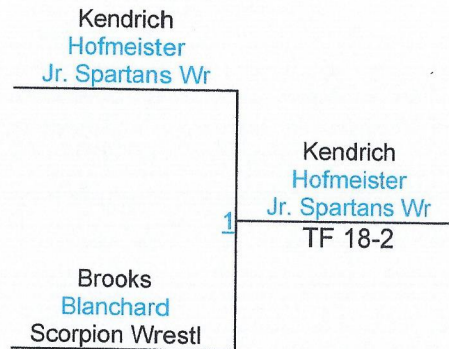 Kendrich
Hofmeister
Jr. Spartans Wr
Kendrich
Hofmeister
Jr. Spartans Wr
1
TF 18-2
Brooks
Blanchard
Scorpion Wrestl